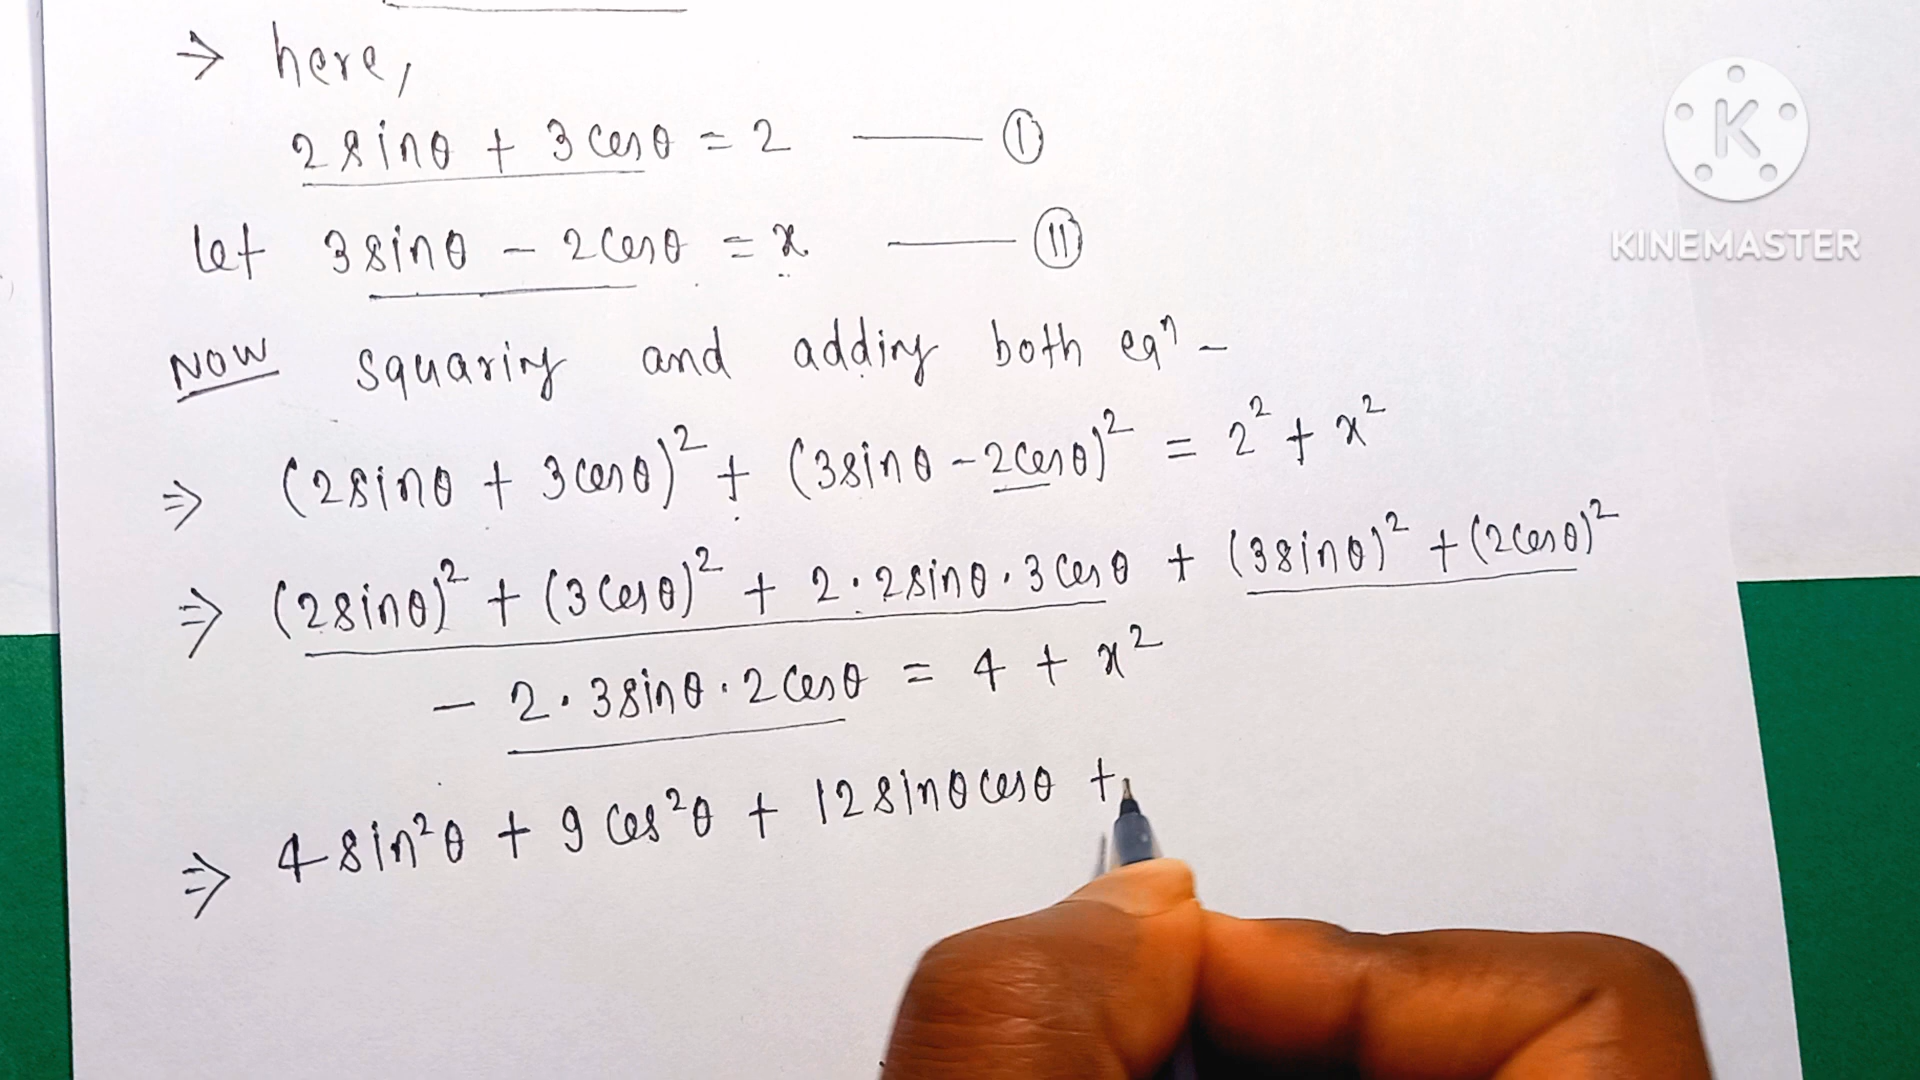 → here,
2sinθ + 3cosθ = 2 —— Ⅰ
K
let 3sinθ - 2cosθ = x —— Ⅱ
KINEMASTER
NOW squaring and adding both eqⁿ -
⇒ (2sinθ + 3cosθ)² + (3sinθ - 2cosθ)² = 2² + x²
⇒ (2sinθ)² + (3cosθ)² + 2·2sinθ·3cosθ + (3sinθ)² + (2cosθ)²
- 2·3sinθ·2cosθ = 4 + x²
⇒ 4sin²θ + 9cos²θ + 12sinθcosθ +